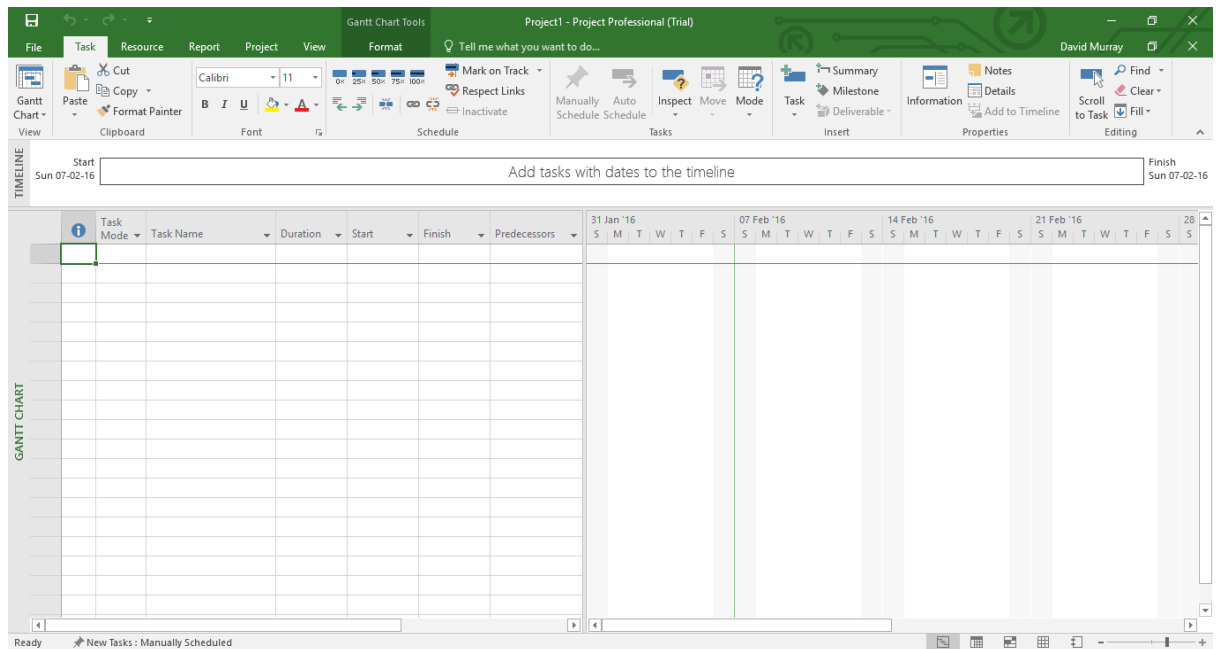 Gantt Chart Tools
Project1 - Project Professional (Trial)
File Task Resource Report Project View Format Tell me what you want to do... David Murray
Gantt Chart
View
Paste
Cut
Copy
Format Painter
Clipboard
Calibri 11
B I U A
Font
0% 25% 50% 75% 100%
Mark on Track
Respect Links
Inactivate
Schedule
Manually Schedule
Auto Schedule
Inspect
Move
Mode
Tasks
Task
Summary
Milestone
Deliverable
Insert
Information
Notes
Details
Add to Timeline
Properties
Scroll to Task
Find
Clear
Fill
Editing
TIMELINE
Start
Sun 07-02-16
Add tasks with dates to the timeline
Finish
Sun 07-02-16
Task Mode Task Name Duration Start Finish Predecessors
31 Jan '16 07 Feb '16 14 Feb '16 21 Feb '16 28
S M T W T F S S M T W T F S S M T W T F S S M T W T F S S
GANTT CHART
Ready New Tasks : Manually Scheduled